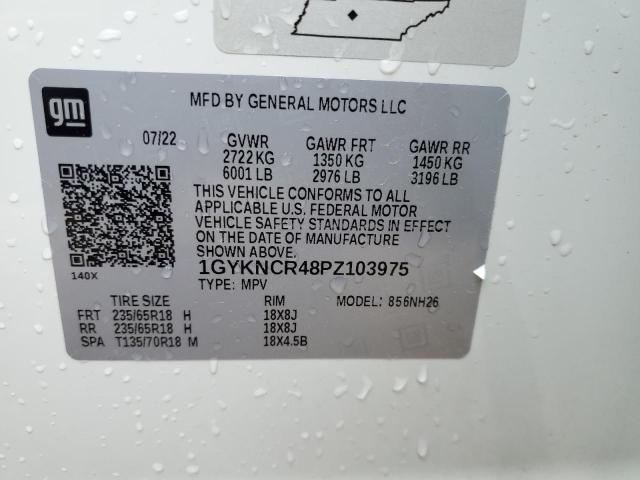 gm
MFD BY GENERAL MOTORS LLC
07/22 GVWR GAWR FRT GAWR RR
2722 KG 1350 KG 1450 KG
6001 LB 2976 LB 3196 LB
THIS VEHICLE CONFORMS TO ALL
APPLICABLE U.S. FEDERAL MOTOR
VEHICLE SAFETY STANDARDS IN EFFECT
ON THE DATE OF MANUFACTURE
SHOWN ABOVE.
140X
1GYKNCR48PZ103975
TYPE: MPV MODEL: 856NH26
TIRE SIZE RIM
FRT 235/65R18 H 18X8J
RR 235/65R18 H 18X8J
SPA T135/70R18 M 18X4.5B